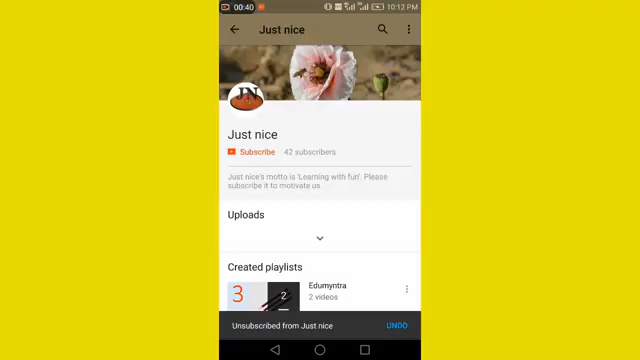 00:40
10:12 PM
Just nice
JN
Just nice
Subscribe 42 subscribers
Just nice's motto is 'Learning with fun'. Please
subscribe it to motivate us.
Uploads
Created playlists
3
2
Edumyntra
2 videos
Unsubscribed from Just nice
UNDO